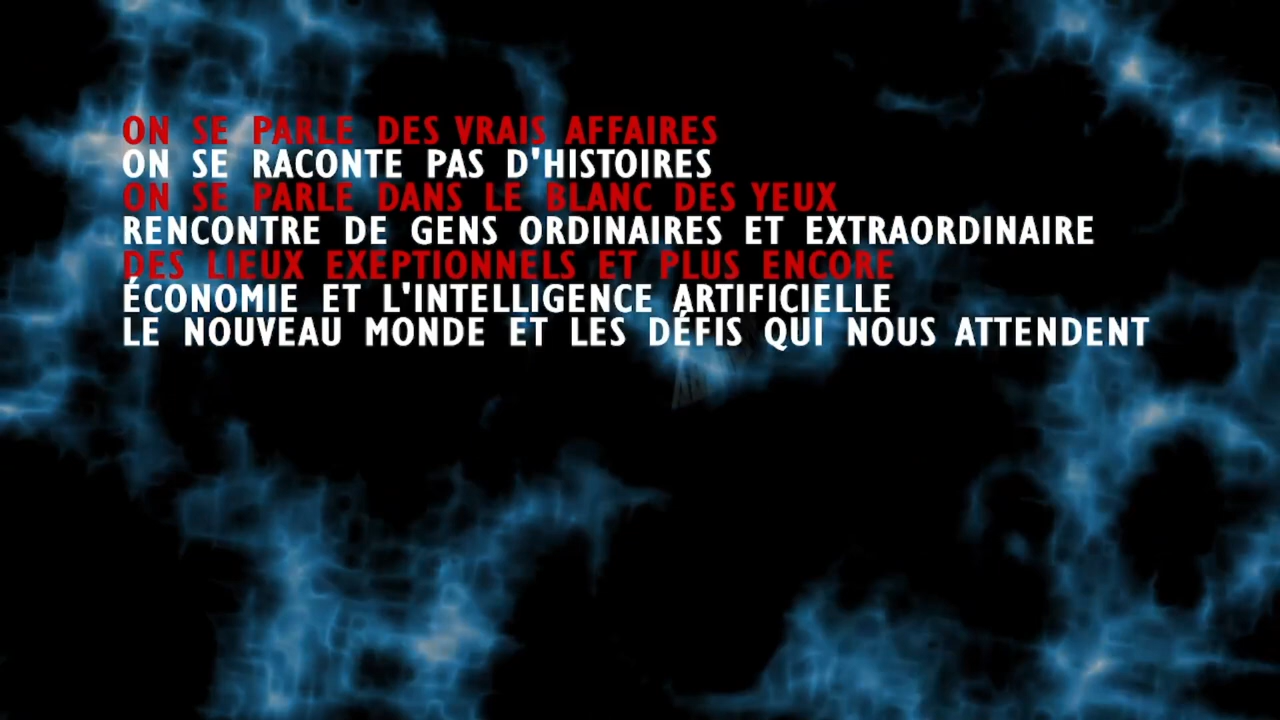 ON SE PARLE DES VRAIS AFFAIRES
ON SE RACONTE PAS D'HISTOIRES
ON SE PARLE DANS LE BLANC DES YEUX
RENCONTRE DE GENS ORDINAIRES ET EXTRAORDINAIRE
DES LIEUX EXEPTIONNELS ET PLUS ENCORE
ÉCONOMIE ET L'INTELLIGENCE ARTIFICIELLE
LE NOUVEAU MONDE ET LES DÉFIS QUI NOUS ATTENDENT